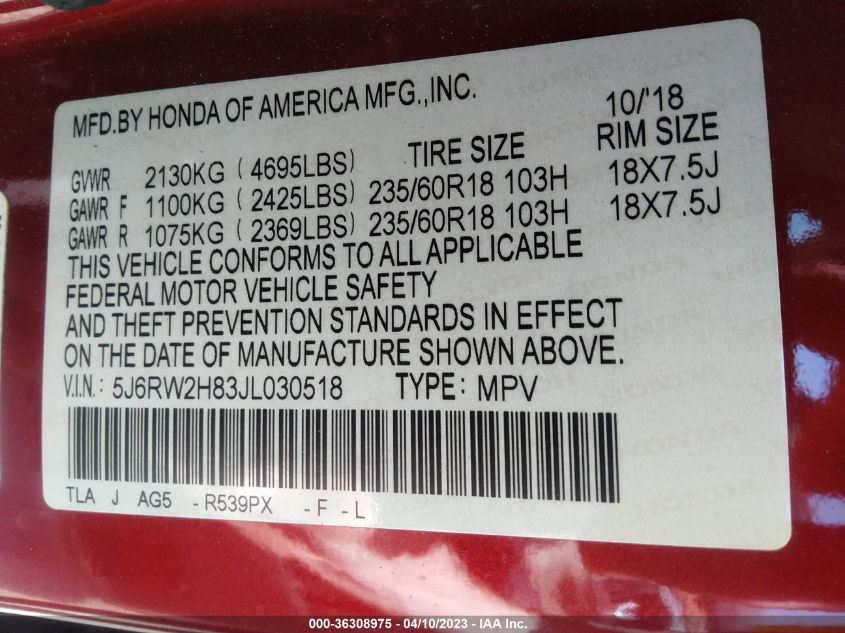 MFD.BY HONDA OF AMERICA MFG.,INC. 10/'18
TIRE SIZE RIM SIZE
GVWR 2130KG ( 4695LBS)
GAWR F 1100KG ( 2425LBS) 235/60R18 103H 18X7.5J
GAWR R 1075KG ( 2369LBS) 235/60R18 103H 18X7.5J
THIS VEHICLE CONFORMS TO ALL APPLICABLE
FEDERAL MOTOR VEHICLE SAFETY
AND THEFT PREVENTION STANDARDS IN EFFECT
ON THE DATE OF MANUFACTURE SHOWN ABOVE.
V.I.N.: 5J6RW2H83JL030518 TYPE: MPV
TLA J AG5 -R539PX -F -L
000-36308975 - 04/10/2023 - IAA Inc.